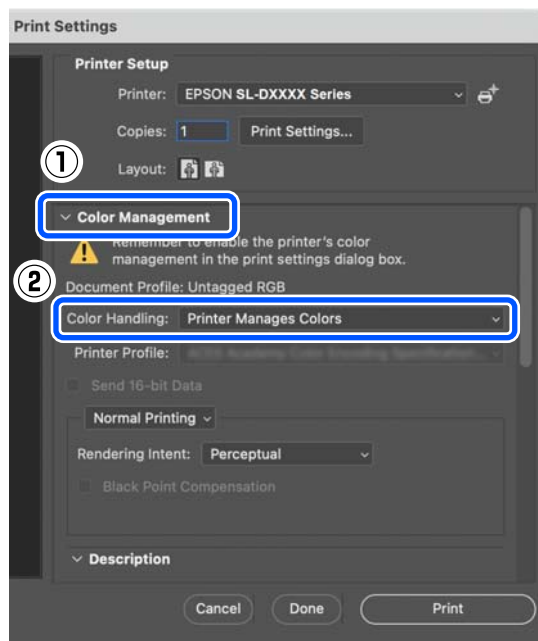 Print Settings
Printer Setup
Printer: EPSON SL-DXXXX Series
Copies: 1 Print Settings...
①
Layout:
Color Management
Remember to enable the printer's color
management in the print settings dialog box.
②
Document Profile: Untagged RGB
Color Handling: Printer Manages Colors
Printer Profile:
Send 16-bit Data
Normal Printing
Rendering Intent: Perceptual
Black Point Compensation
Description
Cancel Done Print